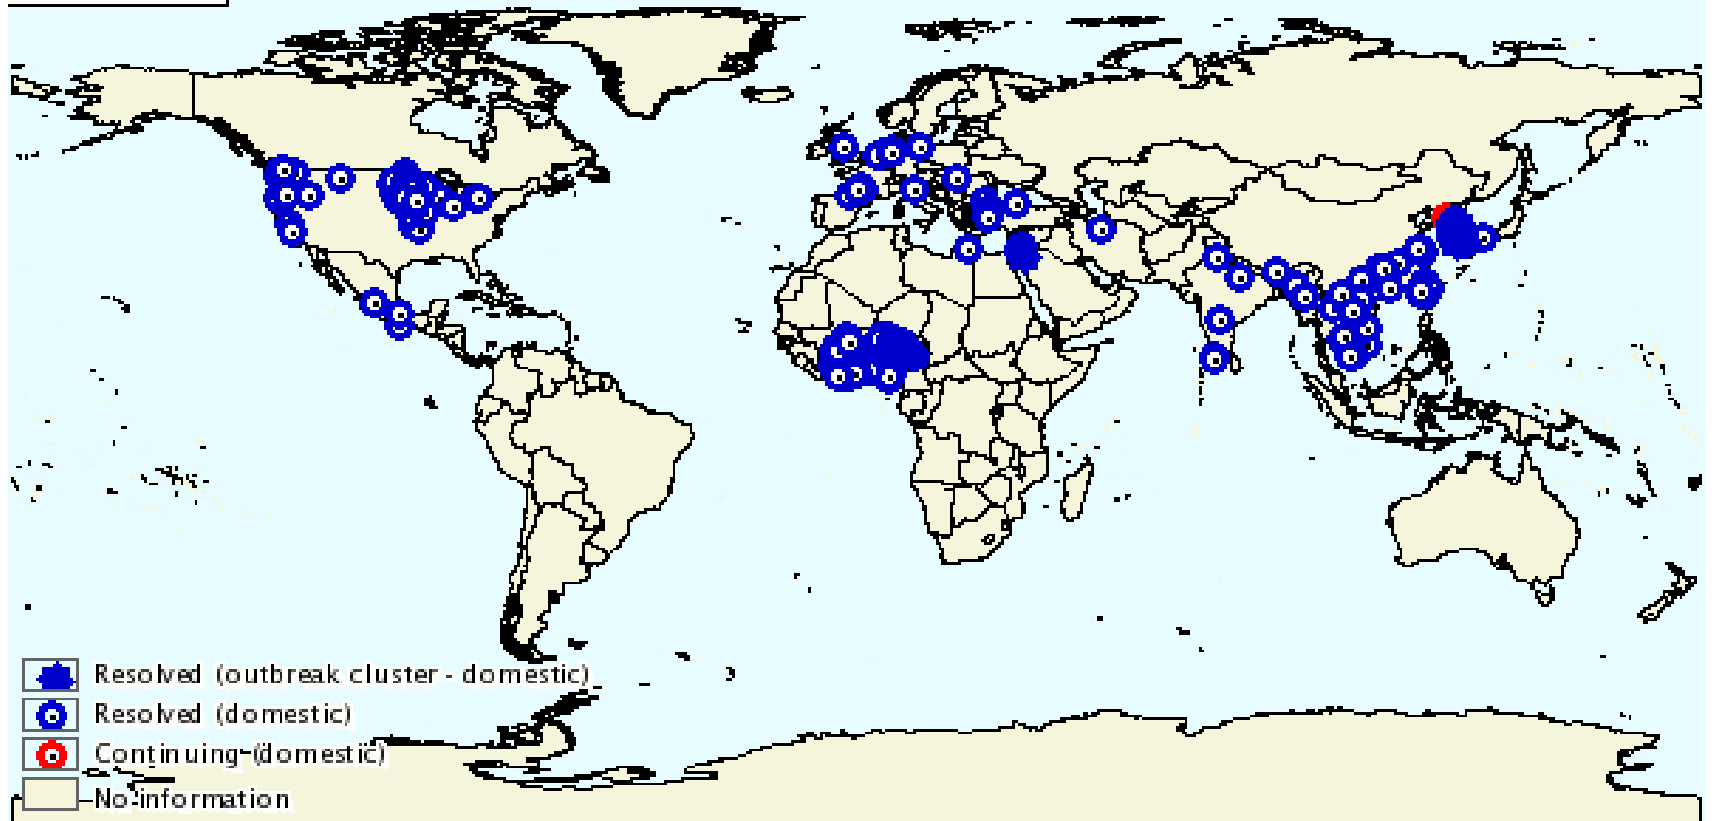 Resolved (outbreak cluster - domestic)
Resolved (domestic)
Continuing (domestic)
No information